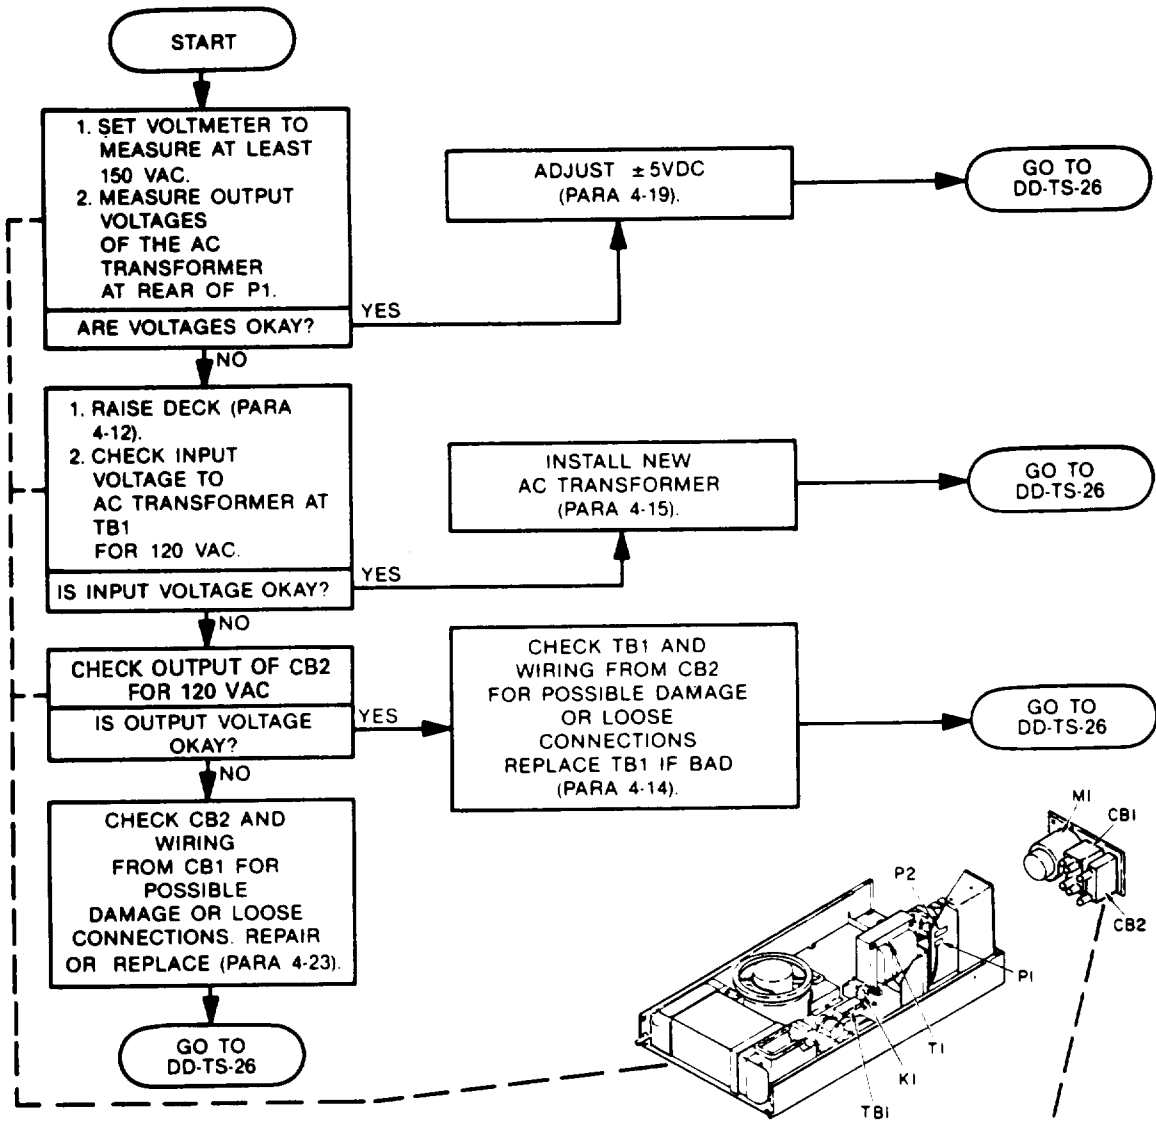 START
1. SET VOLTMETER TO
MEASURE AT LEAST
150 VAC.
2. MEASURE OUTPUT
VOLTAGES
OF THE AC
TRANSFORMER
AT REAR OF P1.
ARE VOLTAGES OKAY?
YES
ADJUST ±5VDC
(PARA 4-19).
GO TO
DD-TS-26
NO
1. RAISE DECK (PARA
4-12).
2. CHECK INPUT
VOLTAGE TO
AC TRANSFORMER AT
TB1
FOR 120 VAC.
IS INPUT VOLTAGE OKAY?
YES
INSTALL NEW
AC TRANSFORMER
(PARA 4-15).
GO TO
DD-TS-26
NO
CHECK OUTPUT OF CB2
FOR 120 VAC
IS OUTPUT VOLTAGE
OKAY?
YES
CHECK TB1 AND
WIRING FROM CB2
FOR POSSIBLE DAMAGE
OR LOOSE
CONNECTIONS
REPLACE TB1 IF BAD
(PARA 4-14).
GO TO
DD-TS-26
NO
CHECK CB2 AND
WIRING
FROM CB1 FOR
POSSIBLE
DAMAGE OR LOOSE
CONNECTIONS. REPAIR
OR REPLACE (PARA 4-23).
GO TO
DD-TS-26
M1
CB1
CB2
P2
P1
T1
K1
TB1